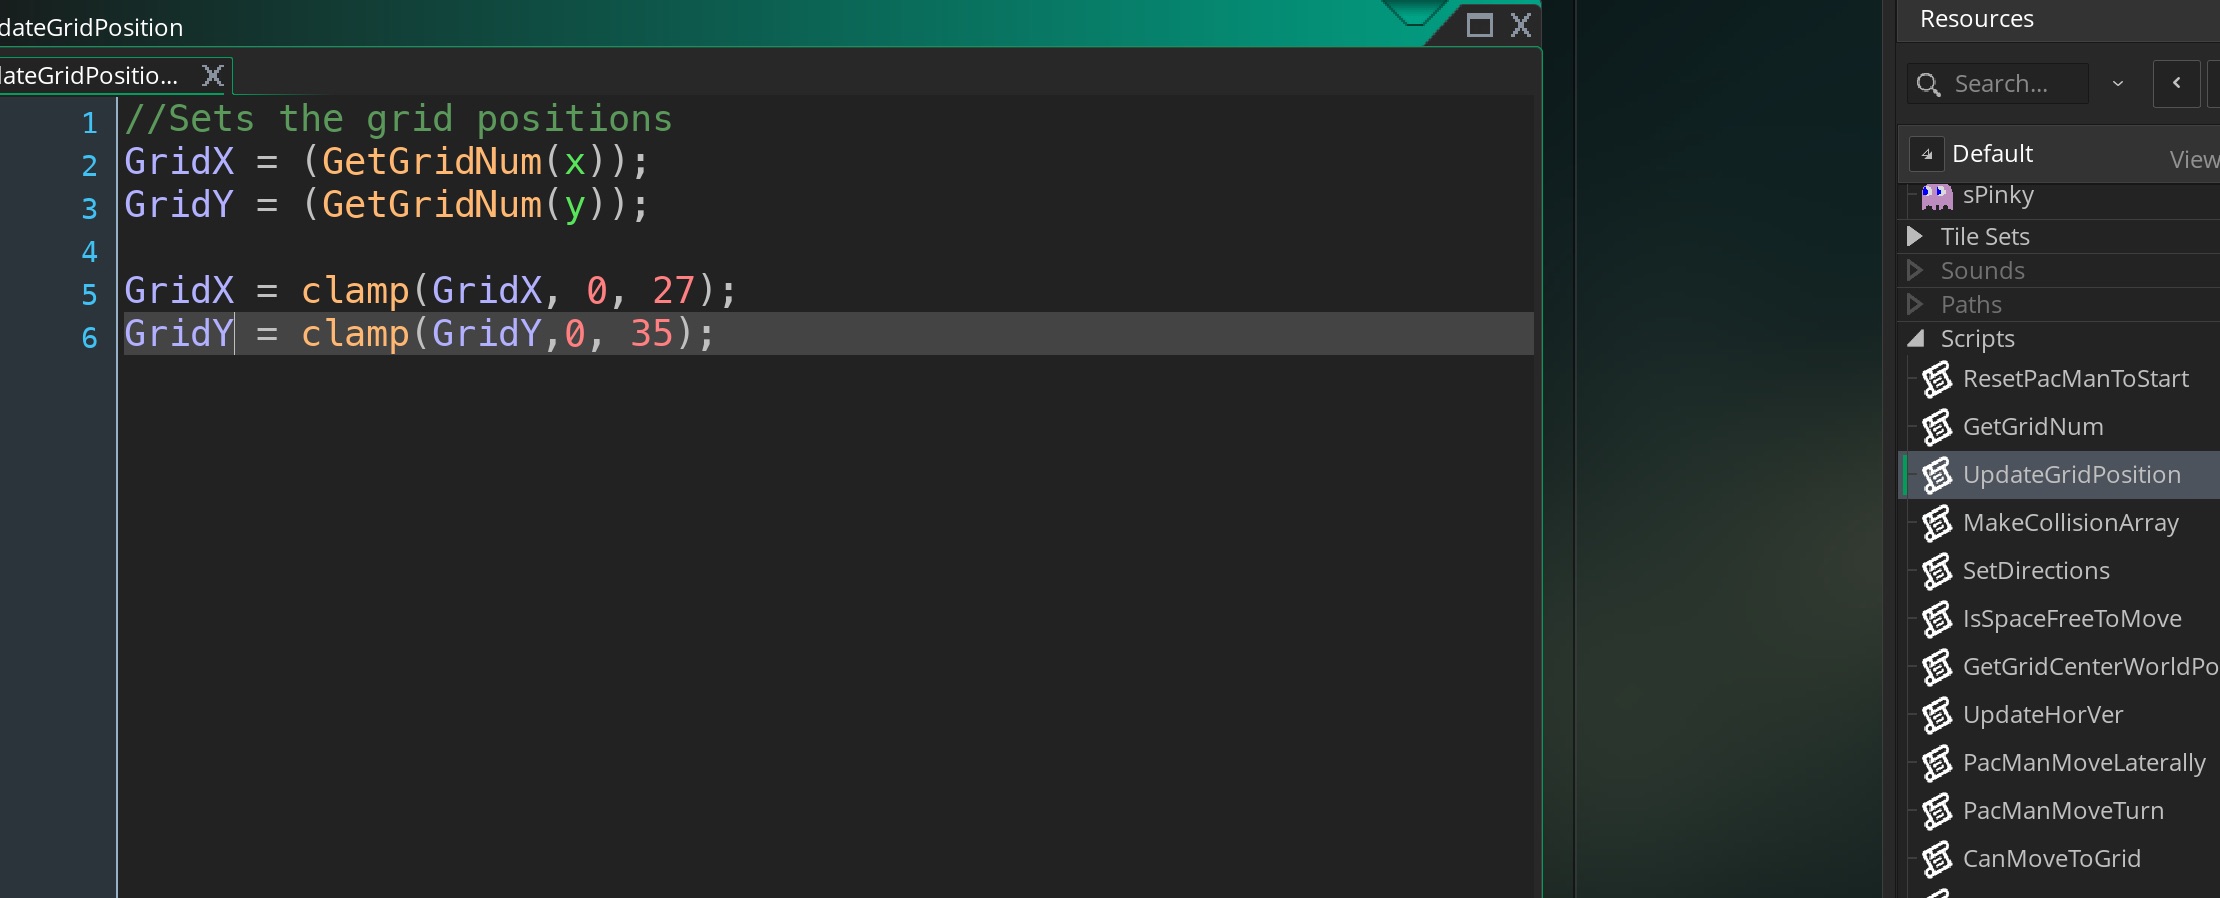 dateGridPosition
lateGridPositio...
1 //Sets the grid positions
2 GridX = (GetGridNum(x));
3 GridY = (GetGridNum(y));
4
5 GridX = clamp(GridX, 0, 27);
6 GridY = clamp(GridY,0, 35);
Resources
Search...
Default View
sPinky
Tile Sets
Sounds
Paths
Scripts
ResetPacManToStart
GetGridNum
UpdateGridPosition
MakeCollisionArray
SetDirections
IsSpaceFreeToMove
GetGridCenterWorldPo
UpdateHorVer
PacManMoveLaterally
PacManMoveTurn
CanMoveToGrid